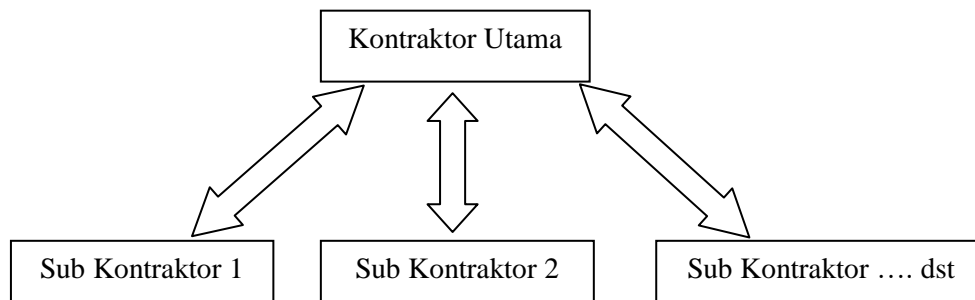 Kontraktor Utama
Sub Kontraktor 1
Sub Kontraktor 2
Sub Kontraktor …. dst